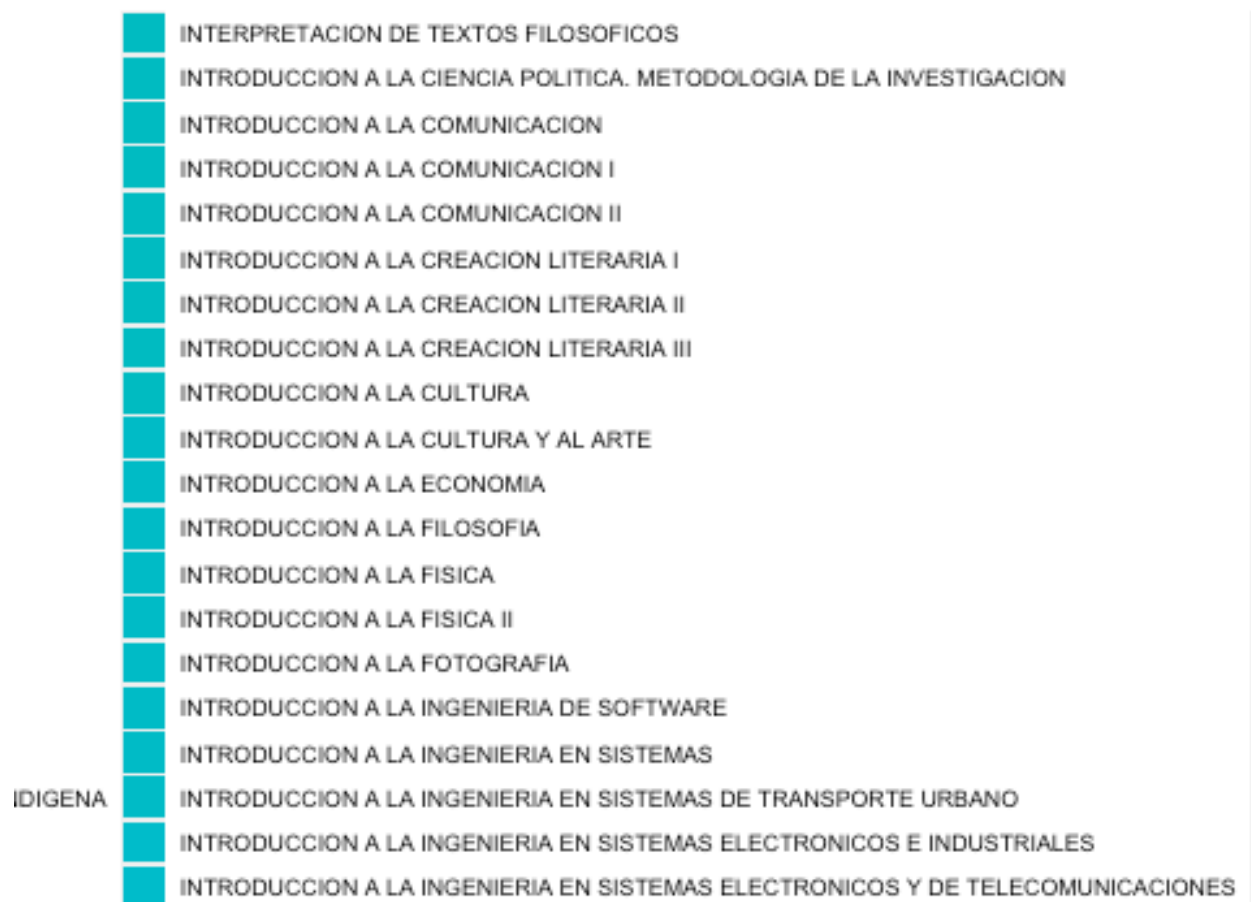 INTERPRETACION DE TEXTOS FILOSOFICOS
INTRODUCCION A LA CIENCIA POLITICA. METODOLOGIA DE LA INVESTIGACION
INTRODUCCION A LA COMUNICACION
INTRODUCCION A LA COMUNICACION I
INTRODUCCION A LA COMUNICACION II
INTRODUCCION A LA CREACION LITERARIA I
INTRODUCCION A LA CREACION LITERARIA II
INTRODUCCION A LA CREACION LITERARIA III
INTRODUCCION A LA CULTURA
INTRODUCCION A LA CULTURA Y AL ARTE
INTRODUCCION A LA ECONOMIA
INTRODUCCION A LA FILOSOFIA
INTRODUCCION A LA FISICA
INTRODUCCION A LA FISICA II
INTRODUCCION A LA FOTOGRAFIA
INTRODUCCION A LA INGENIERIA DE SOFTWARE
INTRODUCCION A LA INGENIERIA EN SISTEMAS
NDIGENA INTRODUCCION A LA INGENIERIA EN SISTEMAS DE TRANSPORTE URBANO
INTRODUCCION A LA INGENIERIA EN SISTEMAS ELECTRONICOS E INDUSTRIALES
INTRODUCCION A LA INGENIERIA EN SISTEMAS ELECTRONICOS Y DE TELECOMUNICACIONES